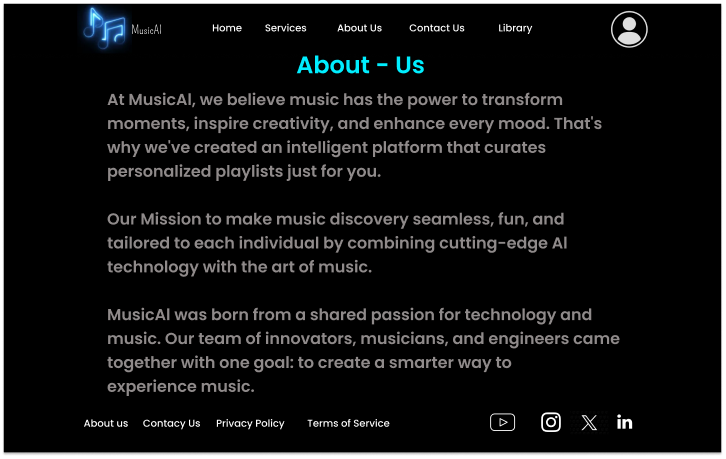 MusicAI
Home Services About Us Contact Us Library
About - Us
At MusicAI, we believe music has the power to transform
moments, inspire creativity, and enhance every mood. That's
why we've created an intelligent platform that curates
personalized playlists just for you.
Our Mission to make music discovery seamless, fun, and
tailored to each individual by combining cutting-edge AI
technology with the art of music.
MusicAI was born from a shared passion for technology and
music. Our team of innovators, musicians, and engineers came
together with one goal: to create a smarter way to
experience music.
About us Contacy Us Privacy Policy Terms of Service